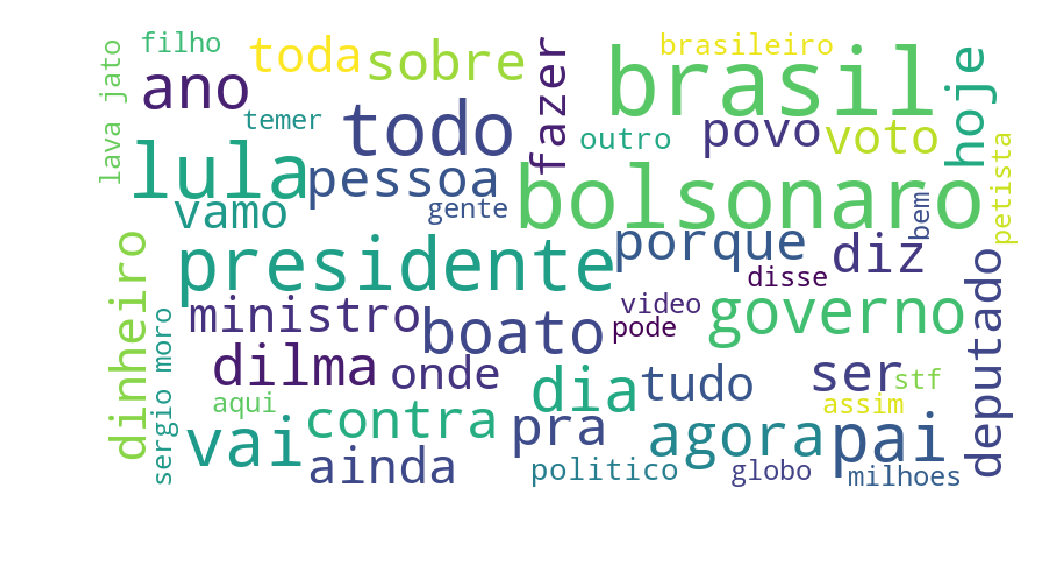 filho
toda
sobre
brasileiro
brasil
hoje
lava jato
ano
temer
todo
fazer
outro
povo
voto
lula
pessoa
gente
vamo
bolsonaro
bem
petista
presidente
porque
diz
disse
dinheiro
ministro
boato
video
pode
governo
deputado
sergio moro
dilma
onde
dia
tudo
ser
stf
aqui
contra
assim
vai
pra
agora
pai
ainda
politico
globo
milhoes